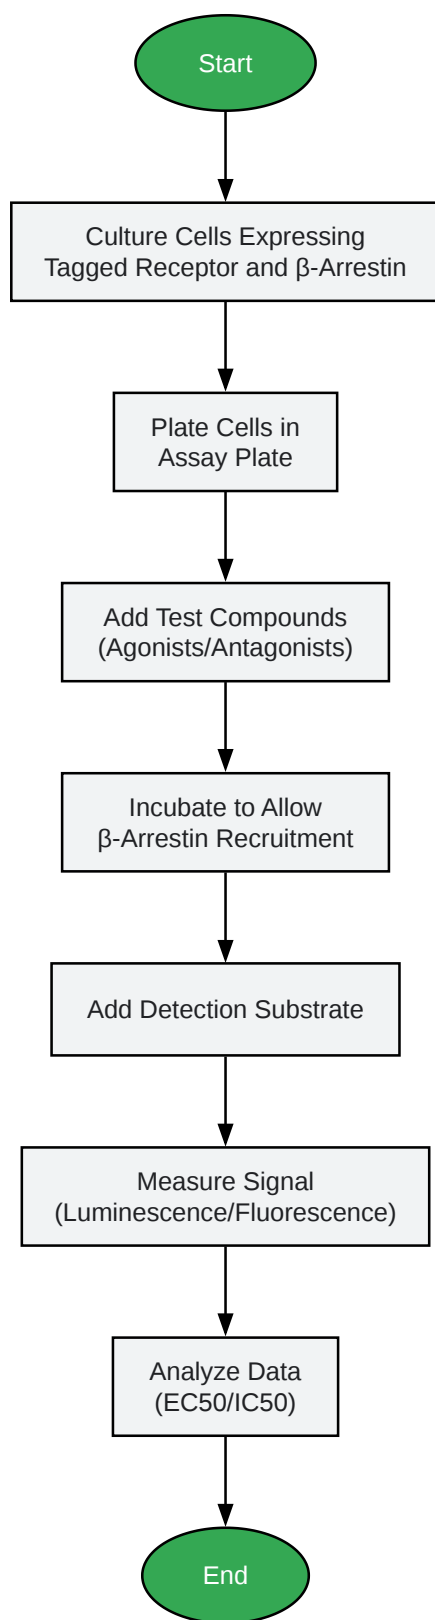 Start
Culture Cells Expressing
Tagged Receptor and β-Arrestin
Plate Cells in
Assay Plate
Add Test Compounds
(Agonists/Antagonists)
Incubate to Allow
β-Arrestin Recruitment
Add Detection Substrate
Measure Signal
(Luminescence/Fluorescence)
Analyze Data
(EC50/IC50)
End